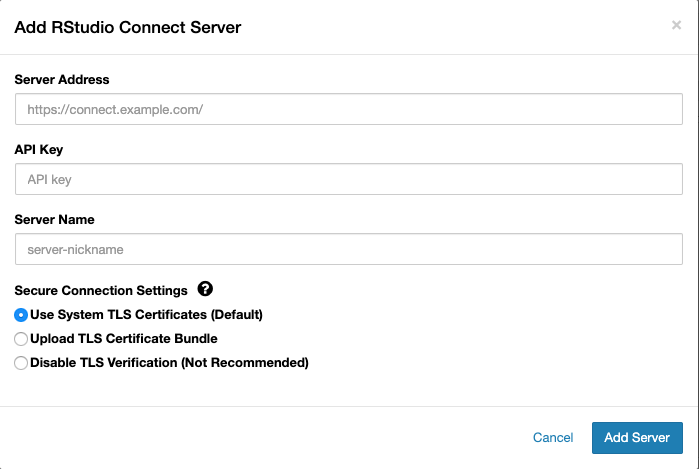 Add RStudio Connect Server
×
Server Address
https://connect.example.com/
API Key
API key
Server Name
server-nickname
Secure Connection Settings ?
Use System TLS Certificates (Default)
Upload TLS Certificate Bundle
Disable TLS Verification (Not Recommended)
Cancel Add Server